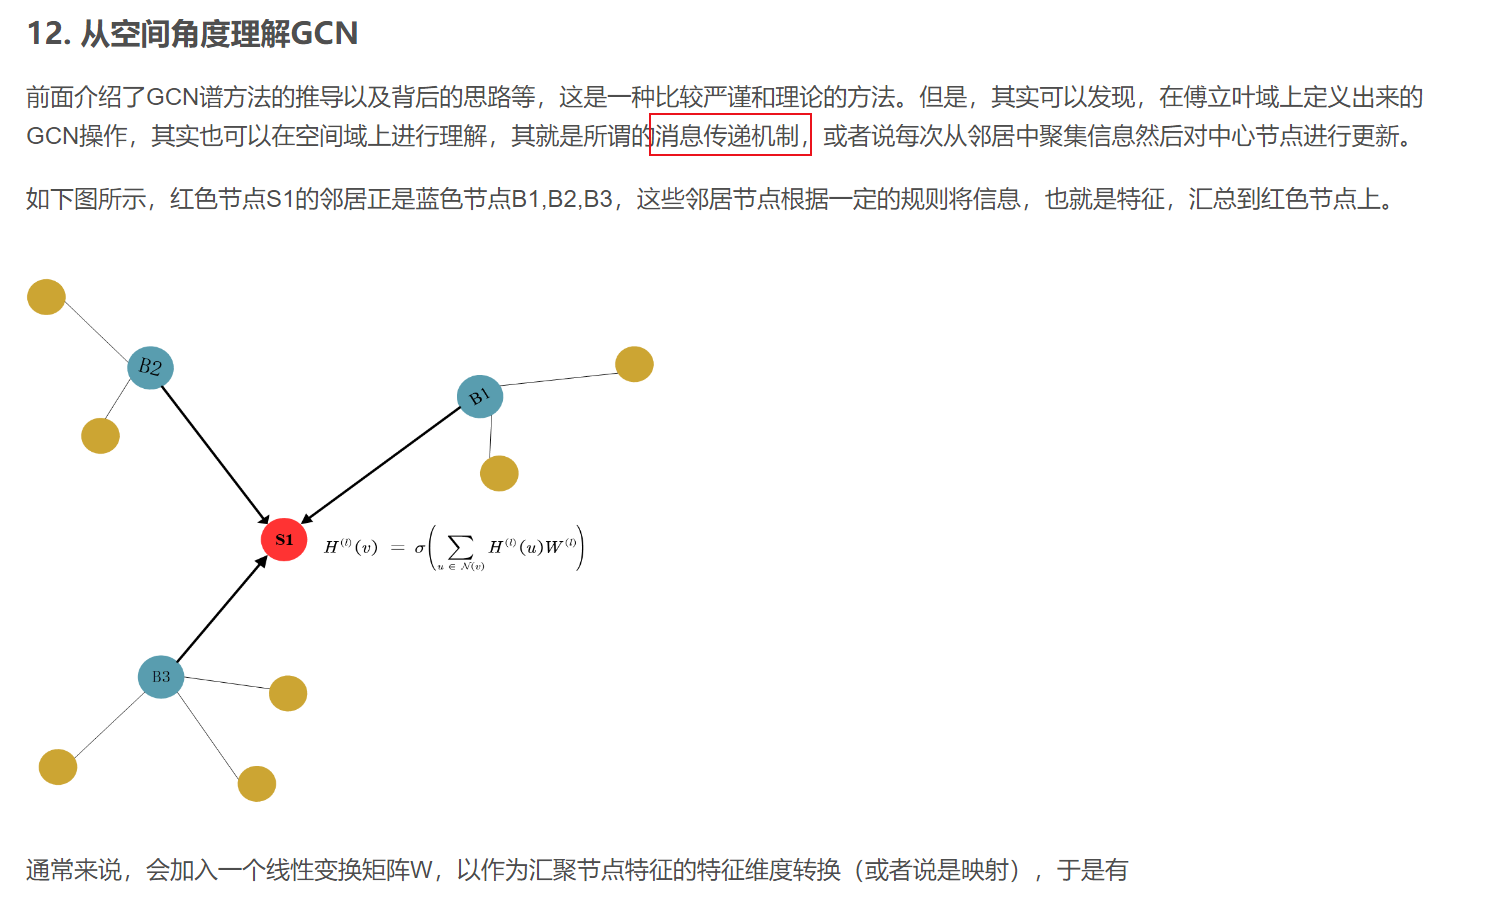 12. 从空间角度理解GCN
前面介绍了GCN谱方法的推导以及背后的思路等，这是一种比较严谨和理论的方法。但是，其实可以发现，在傅立叶域上定义出来的
GCN操作，其实也可以在空间域上进行理解，其就是所谓的消息传递机制，或者说每次从邻居中聚集信息然后对中心节点进行更新。
如下图所示，红色节点S1的邻居正是蓝色节点B1,B2,B3，这些邻居节点根据一定的规则将信息，也就是特征，汇总到红色节点上。
B2
B1
S1
H^(l)(v) = σ(∑_{u ∈ 𝒩(v)} H^(l)(u)W^(l))
B3
通常来说，会加入一个线性变换矩阵W，以作为汇聚节点特征的特征维度转换（或者说是映射），于是有